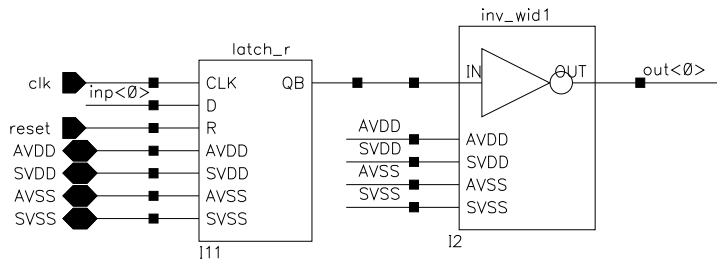 inv_wid1
latch_r
clk
inp<0>
CLK
QB
IN
OUT
out<0>
D
reset
R
AVDD
AVDD
AVDD
AVDD
SVDD
SVDD
SVDD
SVDD
AVSS
AVSS
AVSS
AVSS
SVSS
SVSS
SVSS
SVSS
I11
I2